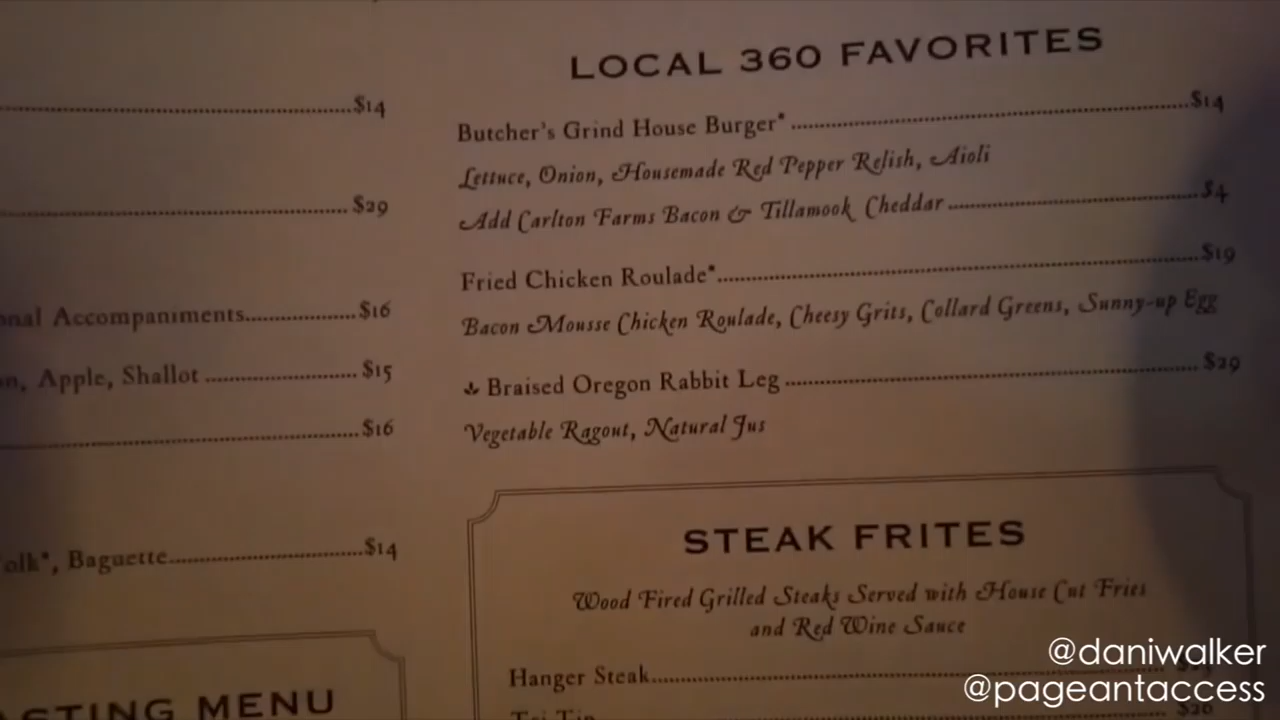 $14
$29
Accompaniments..................$16
Apple, Shallot..........................$15
$16
Baguette.................................$14
MENU
LOCAL 360 FAVORITES
Butcher's Grind House Burger*......................................................$14
Lettuce, Onion, Housemade Red Pepper Relish, Aioli
Add Carlton Farms Bacon & Tillamook Cheddar...................................$4
Fried Chicken Roulade*................................................................$19
Bacon Mousse Chicken Roulade, Cheesy Grits, Collard Greens, Sunny-up Egg
Braised Oregon Rabbit Leg..........................................................$29
Vegetable Ragout, Natural Jus
STEAK FRITES
Wood Fired Grilled Steaks Served with House Cut Fries
and Red Wine Sauce
Hanger Steak
@daniwalker
@pageantaccess